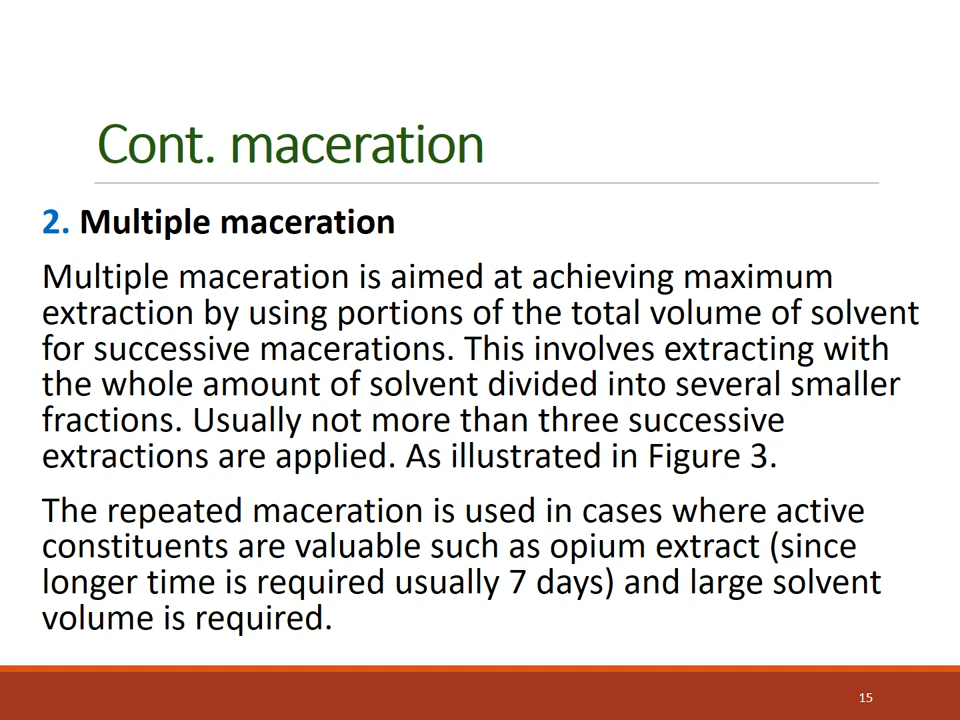 Cont. maceration
2. Multiple maceration
Multiple maceration is aimed at achieving maximum
extraction by using portions of the total volume of solvent
for successive macerations. This involves extracting with
the whole amount of solvent divided into several smaller
fractions. Usually not more than three successive
extractions are applied. As illustrated in Figure 3.
The repeated maceration is used in cases where active
constituents are valuable such as opium extract (since
longer time is required usually 7 days) and large solvent
volume is required.
15